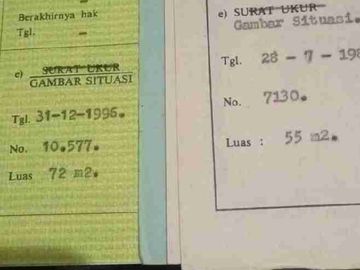 Berakhirnya hak
Tgl. —
e) SURAT UKUR
GAMBAR SITUASI
Tgl. 31-12-1996.
No. 10.577.
Luas 72 m2.
e) SURAT UKUR
Gambar Situasi.
Tgl. 28 - 7 - 198
No. 7130.
Luas : 55 m2.